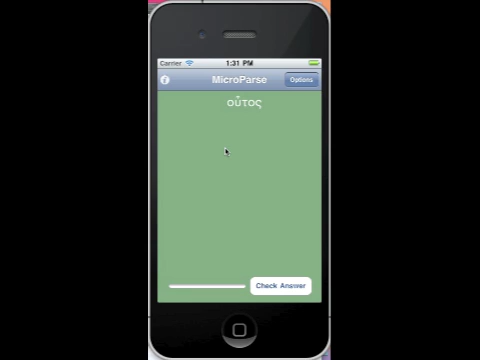 Carrier 1:31 PM
MicroParse Options
οὗτος
Check Answer